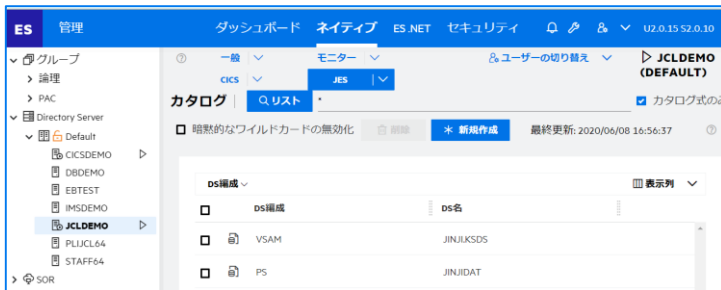 ES 管理 ダッシュボード ネイティブ ES .NET セキュリティ U2.0.15 S2.0.10
グループ
論理
PAC
Directory Server
Default
CICSDEMO
DBDEMO
EBTEST
IMSDEMO
JCLDEMO
PLIJCL64
STAFF64
SOR
一般 モニター ユーザーの切り替え JCLDEMO
(DEFAULT)
CICS JES
カタログ リスト * カタログ式のみ
暗黙的なワイルドカードの無効化 削除 新規作成 最終更新: 2020/06/08 16:56:37
DS編成 表示列
DS編成 DS名
VSAM JINJI.KSDS
PS JINJIDAT